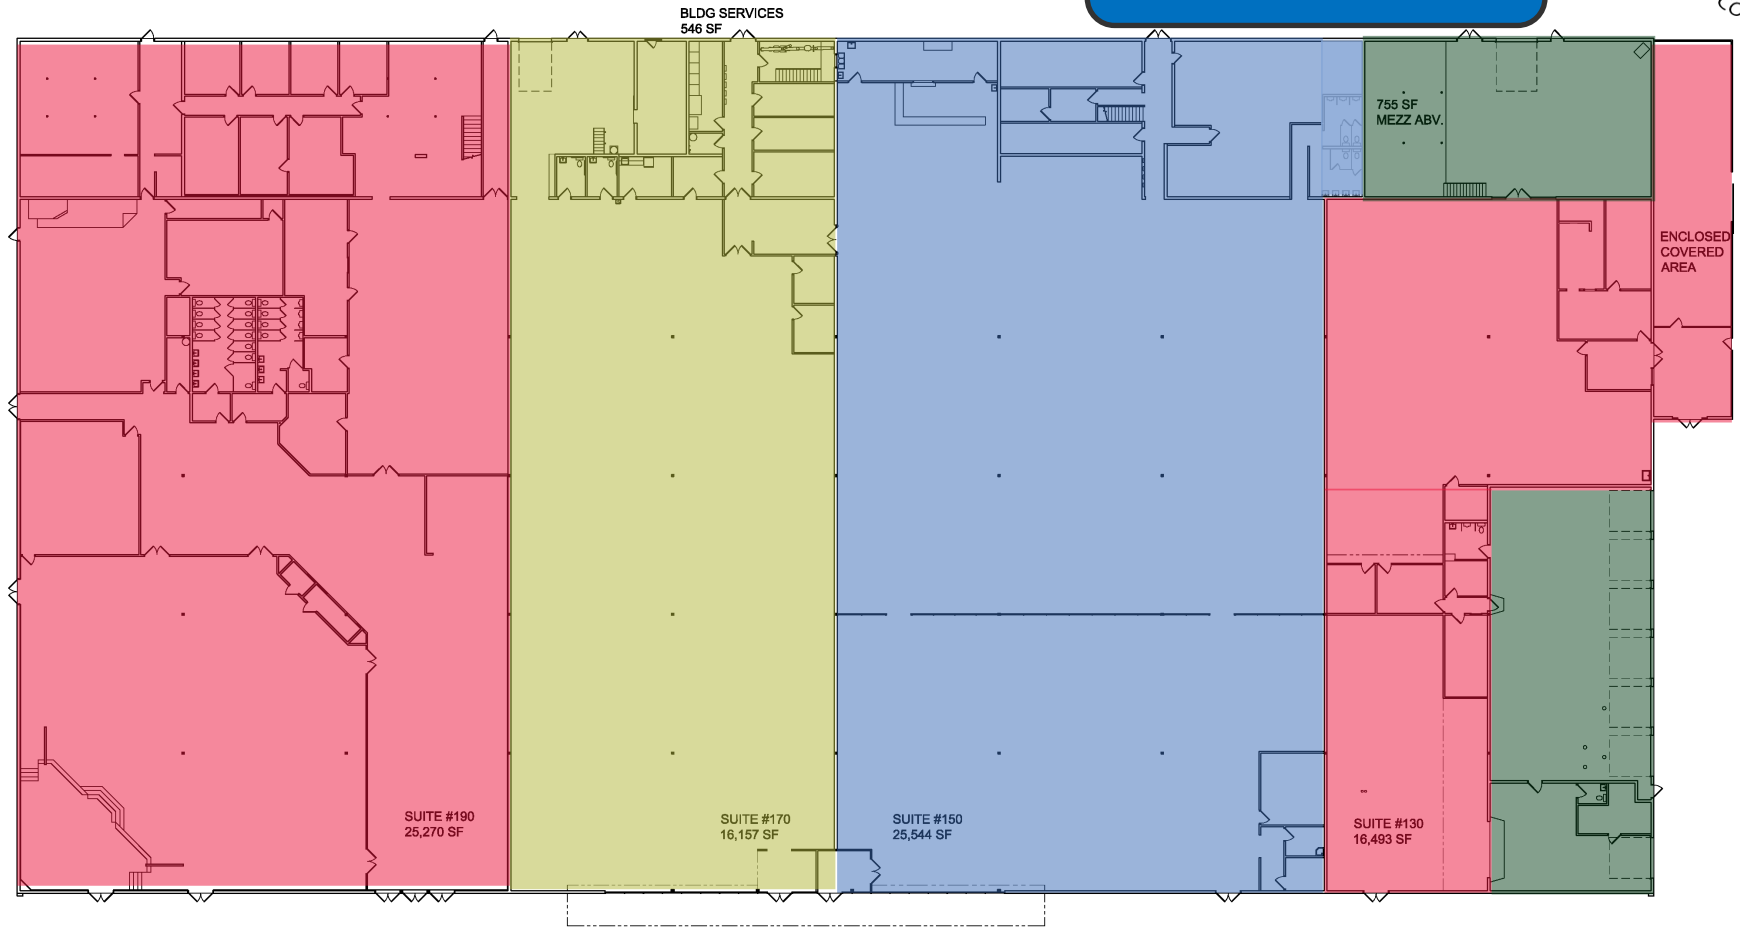 BLDG SERVICES
546 SF
755 SF
MEZZ ABV.
ENCLOSED
COVERED
AREA
SUITE #190
25,270 SF
SUITE #170
16,157 SF
SUITE #150
25,544 SF
SUITE #130
16,493 SF